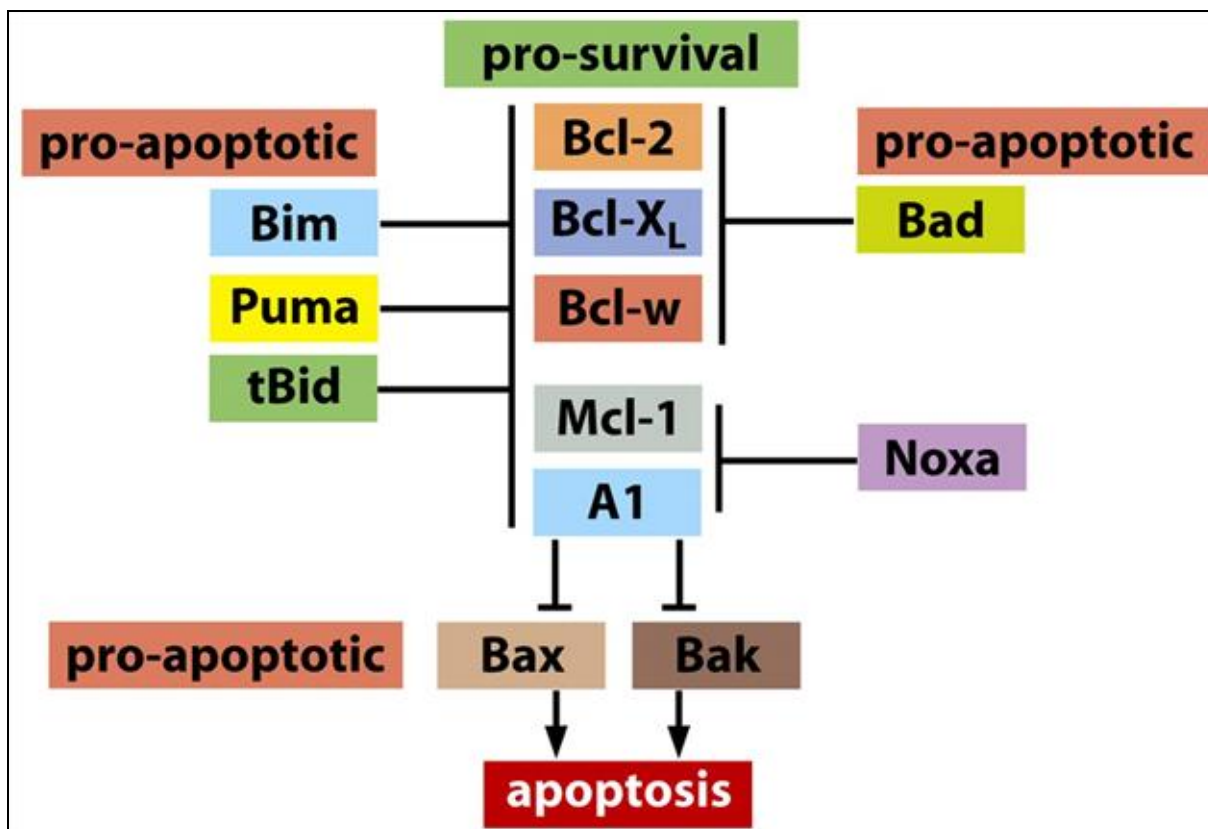 pro-survival
pro-apoptotic
Bcl-2
pro-apoptotic
Bim
Bcl-XL
Bad
Puma
Bcl-w
tBid
Mcl-1
Noxa
A1
pro-apoptotic
Bax
Bak
apoptosis